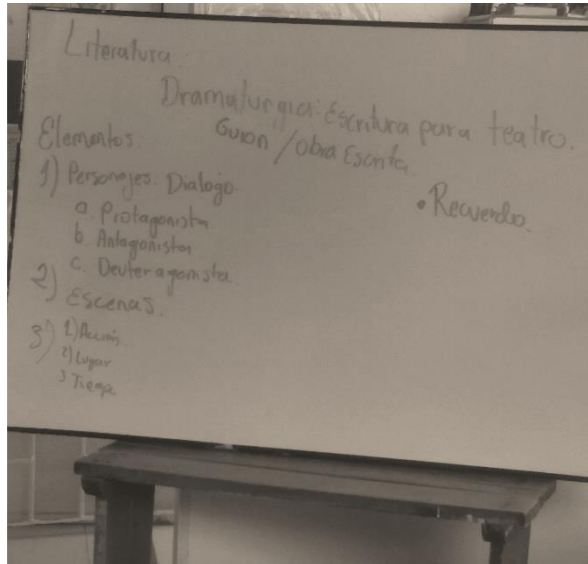 Literatura.
Dramaturgia: Escritura para teatro.
Guion / obra Escrita.
Elementos:
1) Personajes. Dialogo
• Recuerdo.
a. Protagonista
b. Antagonista
c. Deuteragonista.
2) Escenas.
3) 1) Acción
2) Lugar
3 Tiempo